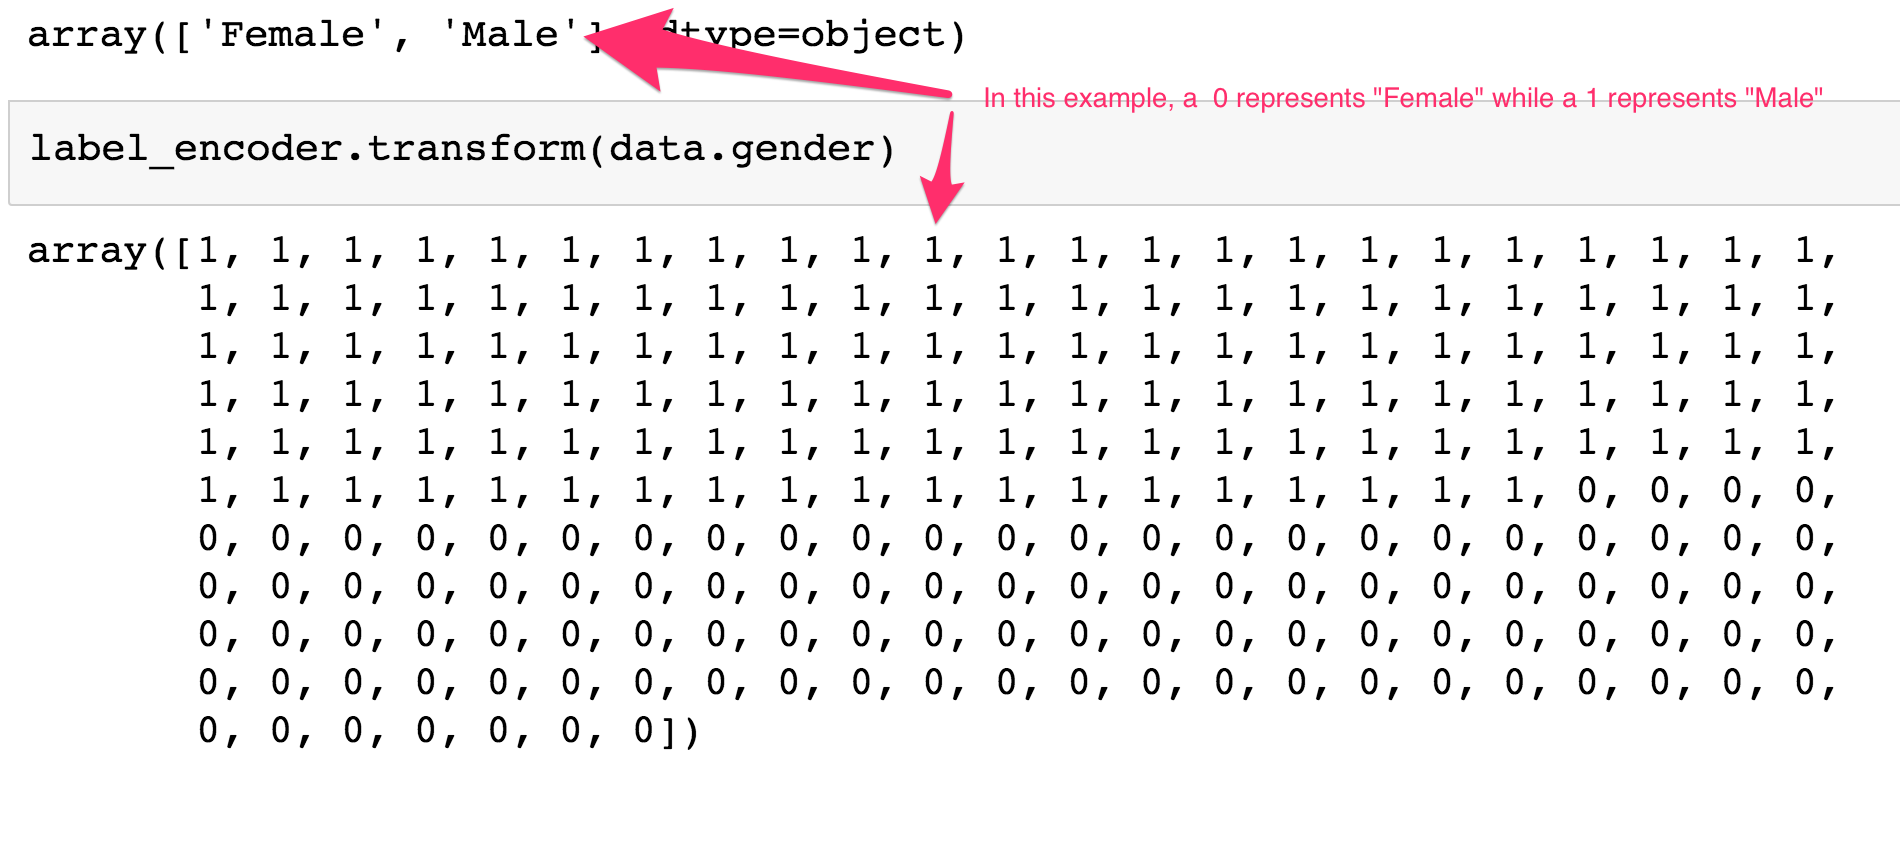 array(['Female', 'Male'] dtype=object)
In this example, a 0 represents "Female" while a 1 represents "Male"
label_encoder.transform(data.gender)
array([1, 1, 1, 1, 1, 1, 1, 1, 1, 1, 1, 1, 1, 1, 1, 1, 1, 1, 1, 1, 1, 1, 1,
1, 1, 1, 1, 1, 1, 1, 1, 1, 1, 1, 1, 1, 1, 1, 1, 1, 1, 1, 1, 1, 1, 1,
1, 1, 1, 1, 1, 1, 1, 1, 1, 1, 1, 1, 1, 1, 1, 1, 1, 1, 1, 1, 1, 1, 1,
1, 1, 1, 1, 1, 1, 1, 1, 1, 1, 1, 1, 1, 1, 1, 1, 1, 1, 1, 1, 1, 1, 1,
1, 1, 1, 1, 1, 1, 1, 1, 1, 1, 1, 1, 1, 1, 1, 1, 1, 1, 1, 1, 1, 1, 1,
1, 1, 1, 1, 1, 1, 1, 1, 1, 1, 1, 1, 1, 1, 1, 1, 1, 1, 1, 0, 0, 0, 0,
0, 0, 0, 0, 0, 0, 0, 0, 0, 0, 0, 0, 0, 0, 0, 0, 0, 0, 0, 0, 0, 0, 0,
0, 0, 0, 0, 0, 0, 0, 0, 0, 0, 0, 0, 0, 0, 0, 0, 0, 0, 0, 0, 0, 0, 0,
0, 0, 0, 0, 0, 0, 0, 0, 0, 0, 0, 0, 0, 0, 0, 0, 0, 0, 0, 0, 0, 0, 0,
0, 0, 0, 0, 0, 0, 0, 0, 0, 0, 0, 0, 0, 0, 0, 0, 0, 0, 0, 0, 0, 0, 0,
0, 0, 0, 0, 0, 0, 0])